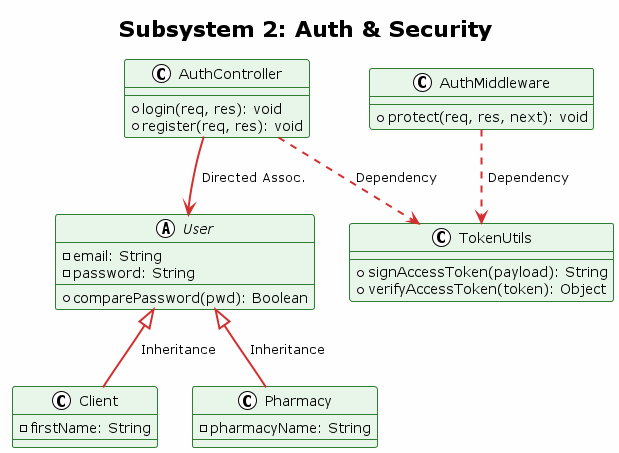 Subsystem 2: Auth & Security
C AuthController
login(req, res): void
register(req, res): void
C AuthMiddleware
protect(req, res, next): void
Directed Assoc.
Dependency
Dependency
A User
email: String
password: String
comparePassword(pwd): Boolean
C TokenUtils
signAccessToken(payload): String
verifyAccessToken(token): Object
Inheritance
Inheritance
C Client
firstName: String
C Pharmacy
pharmacyName: String